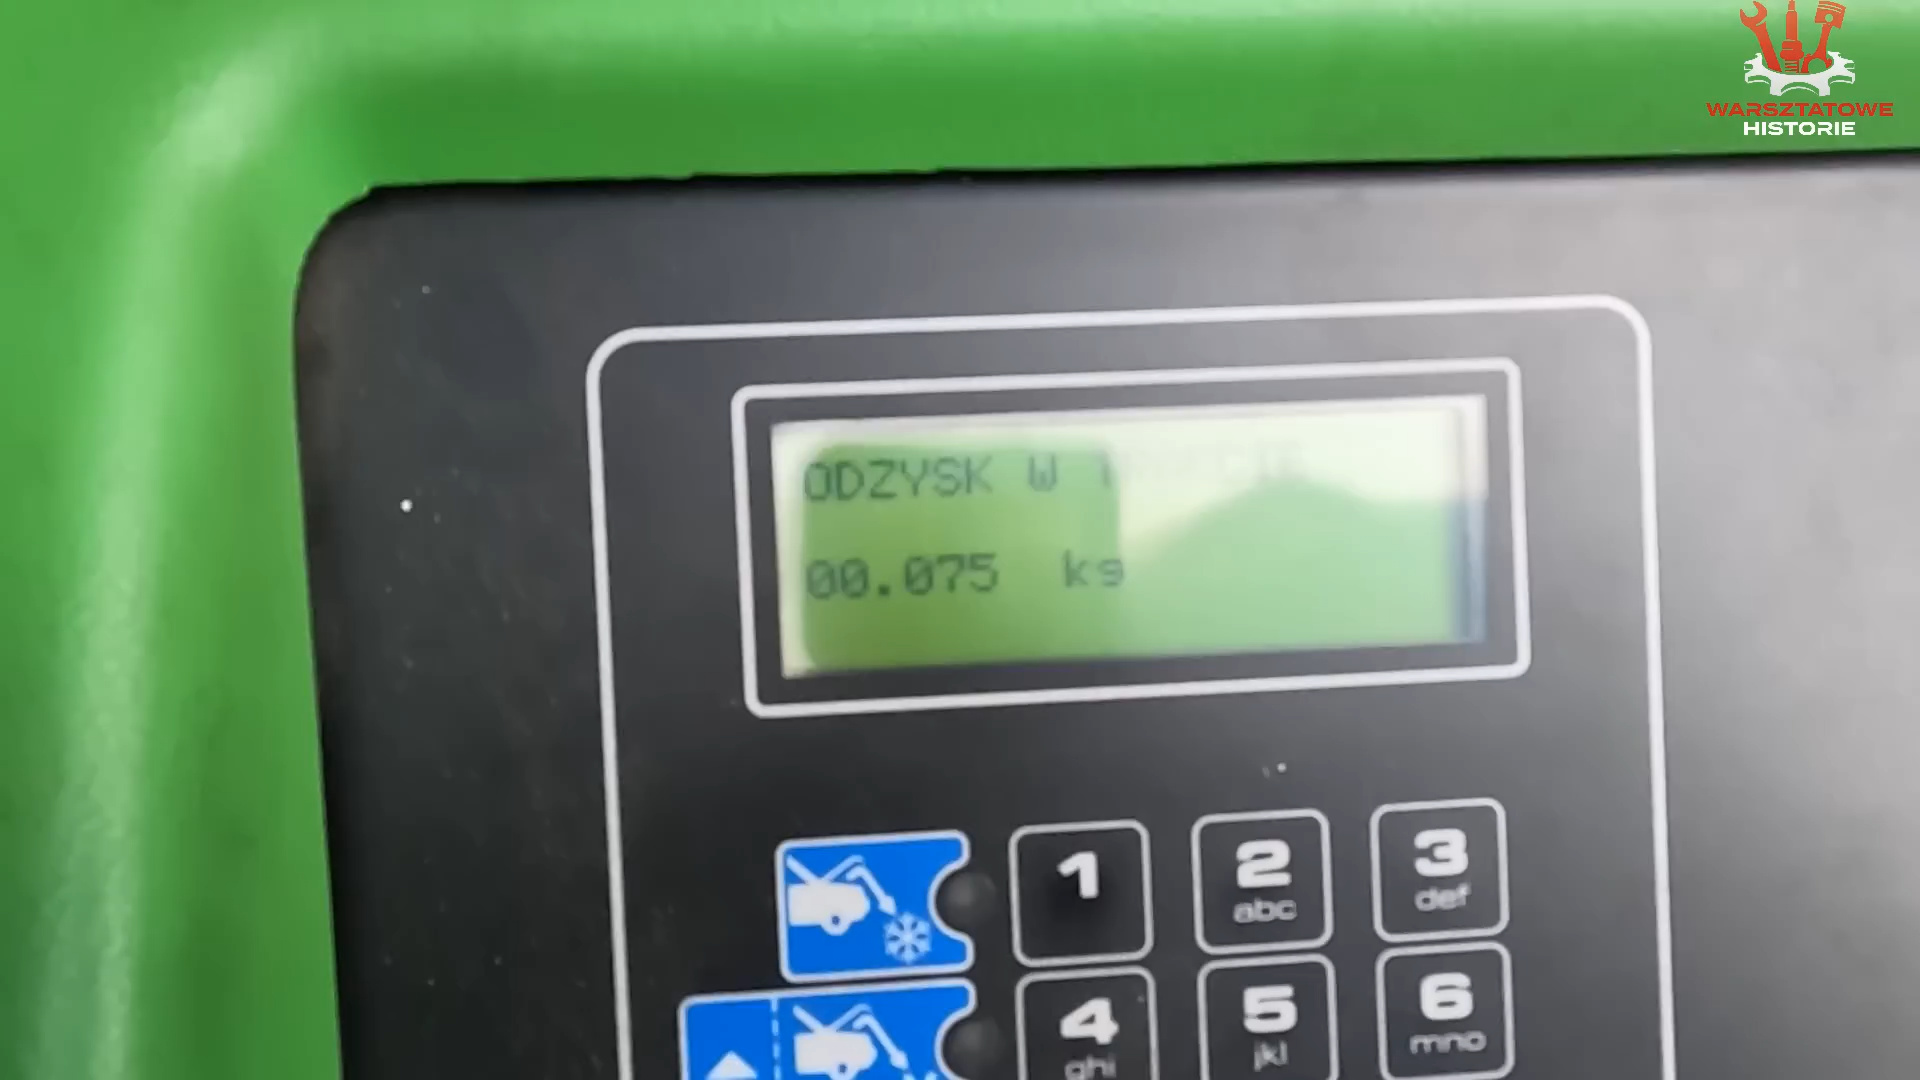 WARSZTATOWE
HISTORIE
ODZYSK W
00.075 kg
1
2
abc
3
def
4
ghi
5
jkl
6
mno